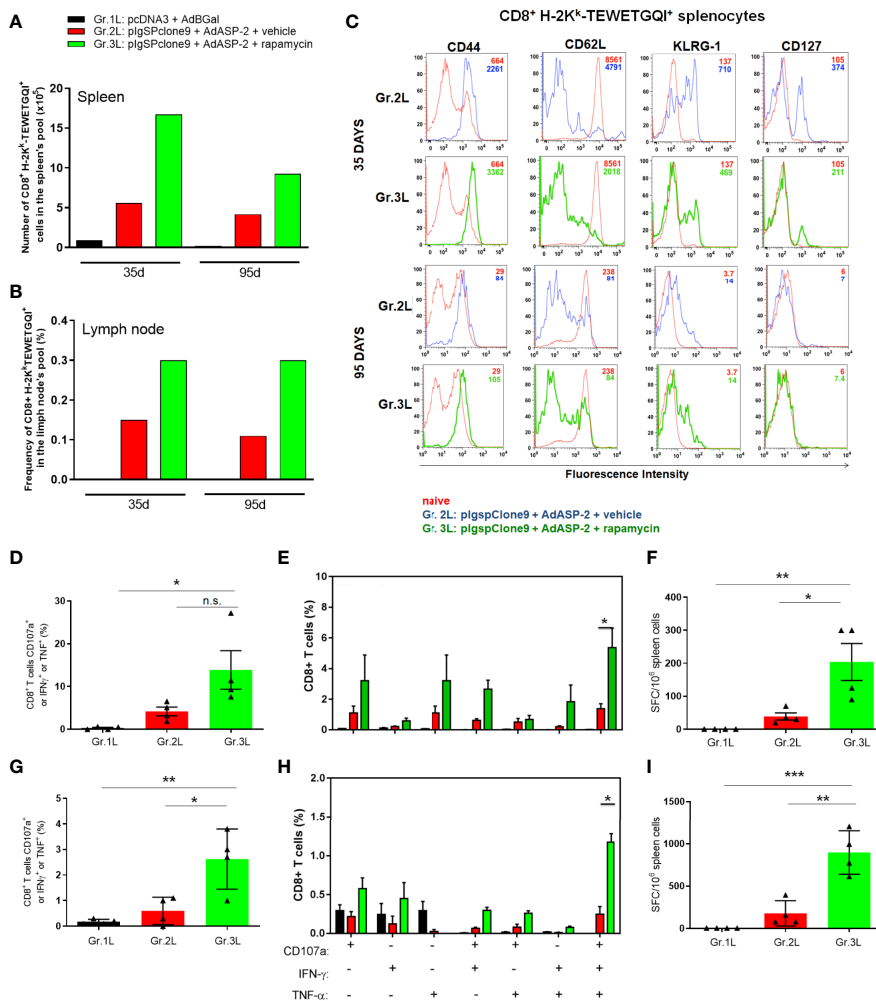 A
Gr.1L: pcDNA3 + AdBGal
Gr.2L: pIgSPclone9 + AdASP-2 + vehicle
Gr.3L: pIgSPclone9 + AdASP-2 + rapamycin
Spleen
Number of CD8⁺ H-2Kᵏ-TEWETGQI⁺
cells in the spleen's pool (x10⁵)
20
15
10
5
0
35d
95d
B
Lymph node
Frequency of CD8+ H-2KᵏTEWETGQI⁺
in the limph node's pool (%)
0.4
0.3
0.2
0.1
0.0
35d
95d
C
CD8⁺ H-2Kᵏ-TEWETGQI⁺ splenocytes
CD44
CD62L
KLRG-1
CD127
35 DAYS
Gr.2L
664
2261
8561
4791
137
710
105
374
Gr.3L
664
3362
8561
2018
137
469
105
211
95 DAYS
Gr.2L
29
84
238
81
3.7
14
6
7
Gr.3L
29
105
238
84
3.7
14
6
7.4
Fluorescence Intensity
naive
Gr. 2L: pIgspClone9 + AdASP-2 + vehicle
Gr. 3L: pIgspClone9 + AdASP-2 + rapamycin
D
CD8⁺ T cells CD107a⁺
or IFNγ⁺ or TNF⁺ (%)
30
20
10
0
*
n.s.
Gr.1L
Gr.2L
Gr.3L
E
CD8+ T cells (%)
10
8
6
4
2
0
*
F
SFC/10⁶ spleen cells
400
300
200
100
0
**
*
Gr.1L
Gr.2L
Gr.3L
G
CD8⁺ T cells CD107a⁺
or IFNγ⁺ or TNF⁺ (%)
5
4
3
2
1
0
**
*
Gr.1L
Gr.2L
Gr.3L
H
CD8+ T cells (%)
2.0
1.5
1.0
0.5
0.0
*
CD107a: + - - + + - +
IFN-γ: - + - + - + +
TNF-α: - - + - + + +
I
SFC/10⁶ spleen cells
1500
1000
500
0
***
**
Gr.1L
Gr.2L
Gr.3L